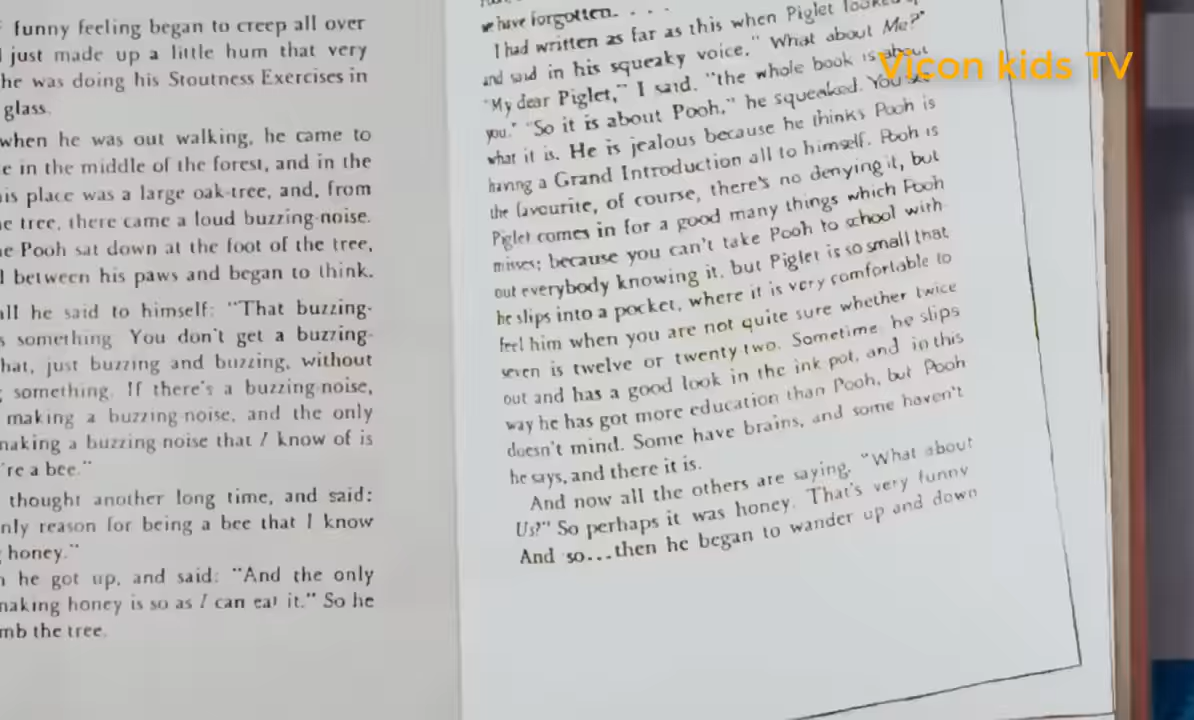 funny feeling began to creep all over
just made up a little hum that very
he was doing his Stoutness Exercises in
glass.
when he was out walking, he came to
e in the middle of the forest, and in the
is place was a large oak-tree, and, from
e tree, there came a loud buzzing-noise.
e Pooh sat down at the foot of the tree,
l between his paws and began to think.
all he said to himself: "That buzzing-
s something. You don't get a buzzing-
hat, just buzzing and buzzing, without
something. If there's a buzzing-noise,
making a buzzing-noise, and the only
making a buzzing noise that I know of is
're a bee."
thought another long time, and said:
nly reason for being a bee that I know
honey."
he got up, and said: "And the only
making honey is so as I can eat it." So he
mb the tree.
we have forgotten. . . .
I had written as far as this when Piglet looked
and said in his squeaky voice, "What about Me?"
"My dear Piglet," I said, "the whole book is about
you." "So it is about Pooh," he squeaked. You see
what it is. He is jealous because he thinks Pooh is
having a Grand Introduction all to himself. Pooh is
the favourite, of course, there's no denying it, but
Piglet comes in for a good many things which Pooh
misses; because you can't take Pooh to school with
out everybody knowing it, but Piglet is so small that
he slips into a pocket, where it is very comfortable to
feel him when you are not quite sure whether twice
seven is twelve or twenty two. Sometime he slips
out and has a good look in the ink pot, and in this
way he has got more education than Pooh, but Pooh
doesn't mind. Some have brains, and some haven't
he says, and there it is.
And now all the others are saying, "What about
Us?" So perhaps it was honey. That's very funny
And so...then he began to wander up and down
Vicon kids TV